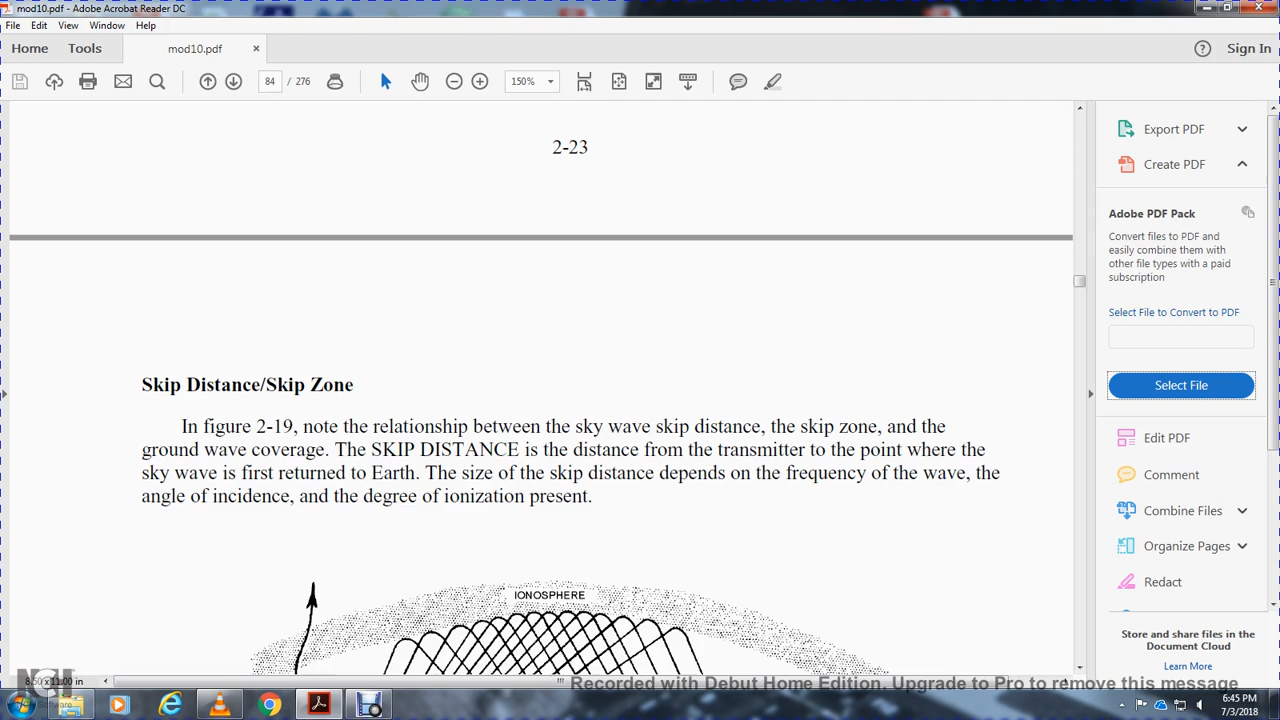 mod10.pdf - Adobe Acrobat Reader DC
File Edit View Window Help
Home Tools mod10.pdf × Sign In
84 / 276 150%
2-23
Skip Distance/Skip Zone
In figure 2-19, note the relationship between the sky wave skip distance, the skip zone, and the
ground wave coverage. The SKIP DISTANCE is the distance from the transmitter to the point where the
sky wave is first returned to Earth. The size of the skip distance depends on the frequency of the wave, the
angle of incidence, and the degree of ionization present.
IONOSPHERE
8.50 x 11.00 in
Export PDF
Create PDF
Adobe PDF Pack
Convert files to PDF and
easily combine them with
other file types with a paid
subscription
Select File to Convert to PDF
Select File
Edit PDF
Comment
Combine Files
Organize Pages
Redact
Store and share files in the
Document Cloud
Learn More
Recorded with Debut Home Edition. Upgrade to Pro to remove this message
6:45 PM
7/3/2018